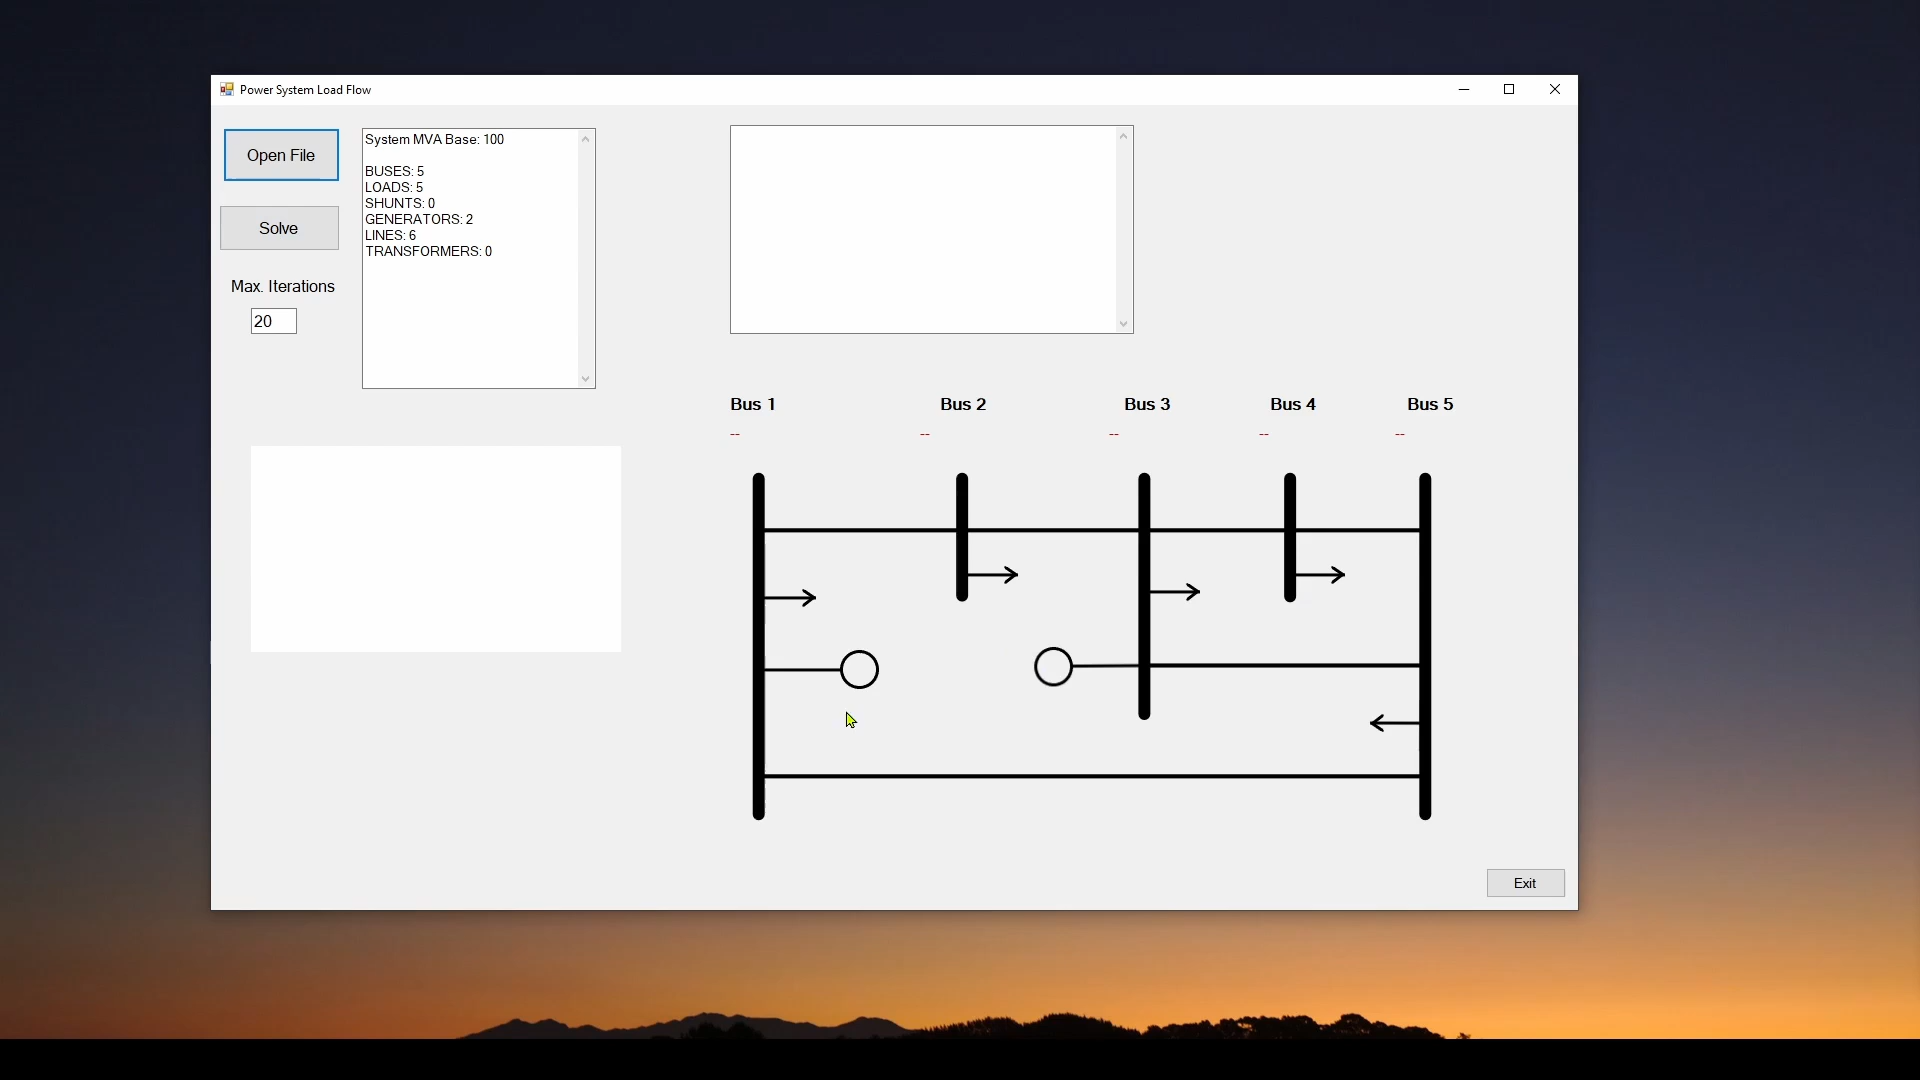 Power System Load Flow
Open File
Solve
Max. Iterations
20
System MVA Base: 100
BUSES: 5
LOADS: 5
SHUNTS: 0
GENERATORS: 2
LINES: 6
TRANSFORMERS: 0
Bus 1 Bus 2 Bus 3 Bus 4 Bus 5
-- -- -- -- --
Exit